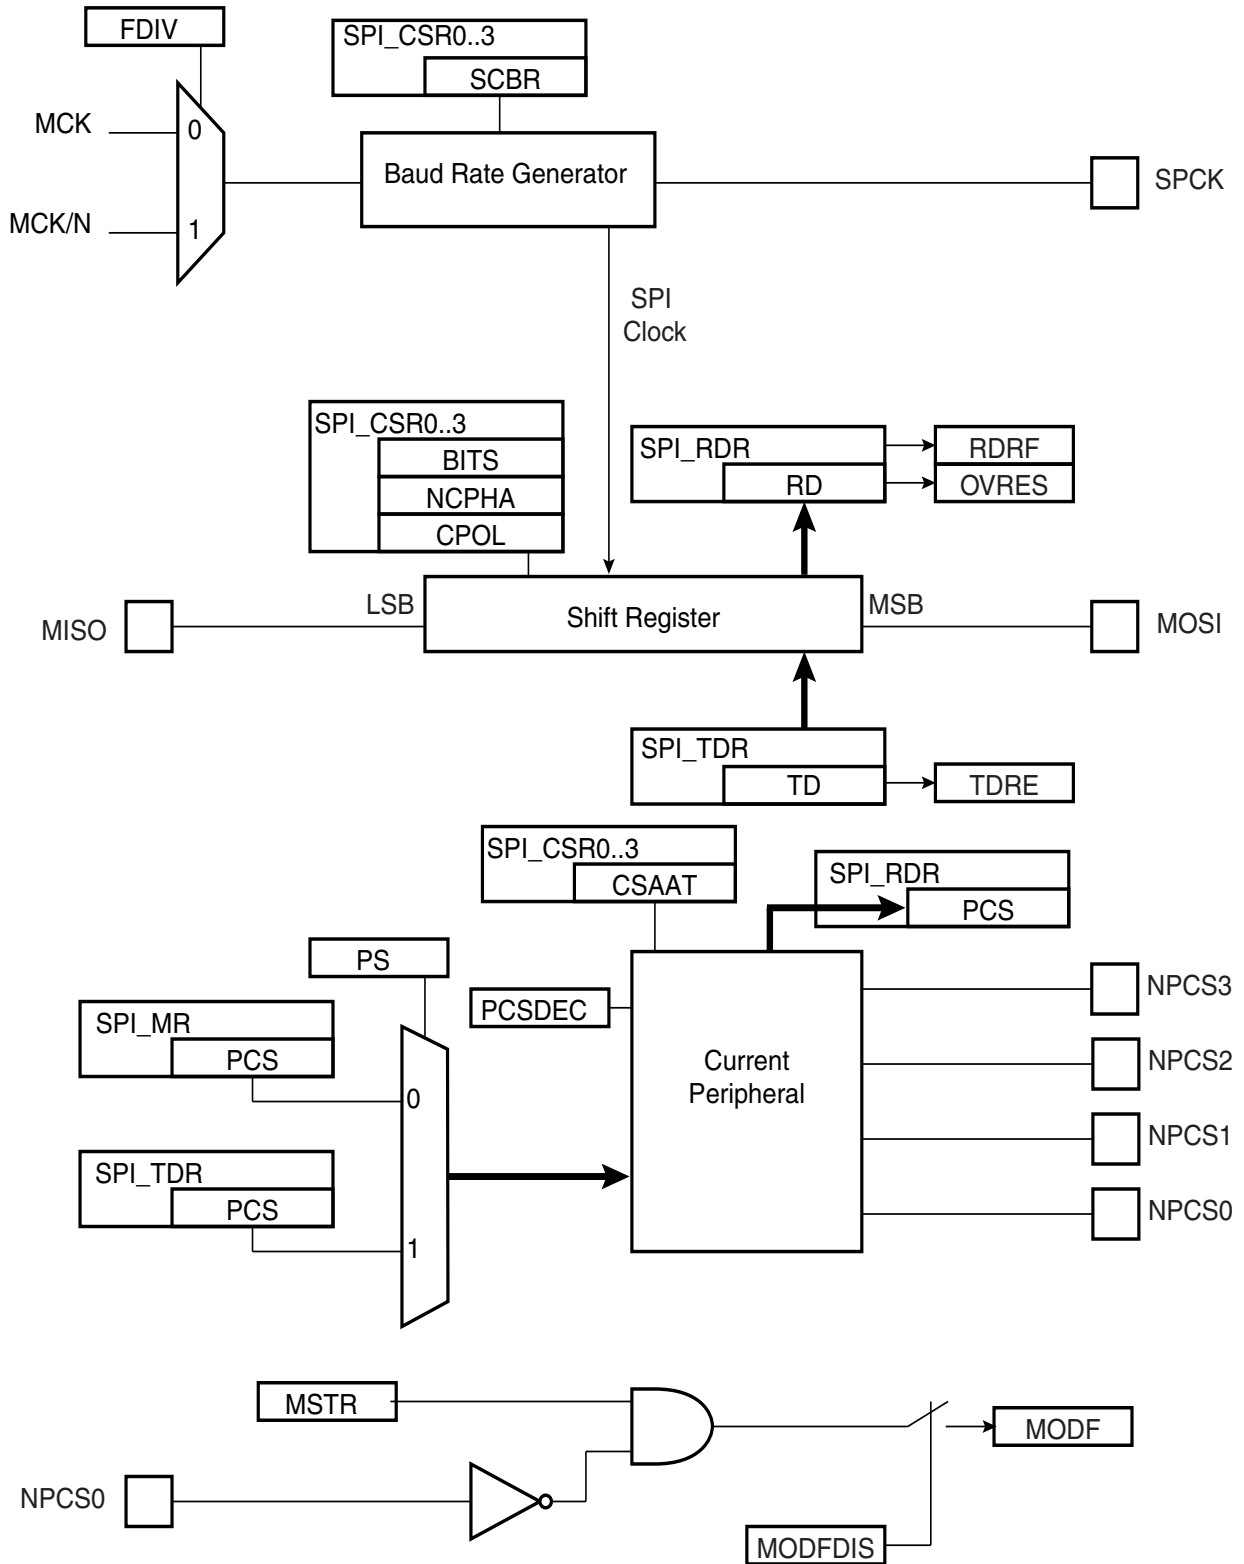 FDIV
SPI_CSR0..3
SCBR
MCK
0
Baud Rate Generator
SPCK
MCK/N
1
SPI
Clock
SPI_CSR0..3
BITS
NCPHA
CPOL
SPI_RDR
RD
RDRF
OVRES
MISO
LSB
Shift Register
MSB
MOSI
SPI_TDR
TD
TDRE
SPI_CSR0..3
CSAAT
SPI_RDR
PCS
PS
PCSDEC
SPI_MR
PCS
0
Current
Peripheral
NPCS3
NPCS2
NPCS1
NPCS0
SPI_TDR
PCS
1
MSTR
MODF
NPCS0
MODFDIS